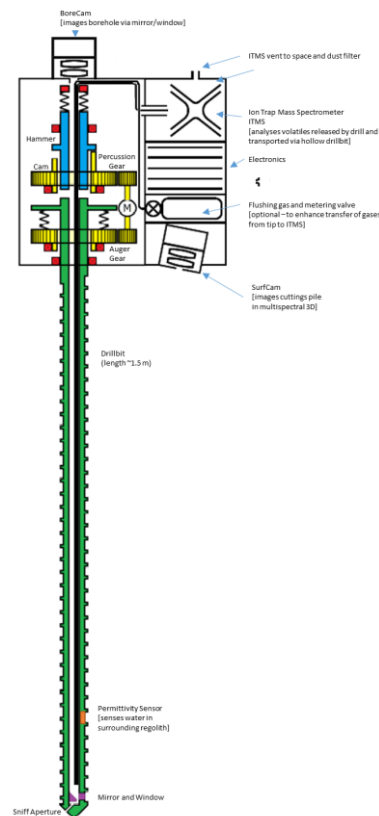 BoreCam
[images borehole via mirror/window]
ITMS vent to space and dust filter
Ion Trap Mass Spectrometer
ITMS
[analyses volatiles released by drill and
transported via hollow drillbit]
Hammer
Percussion
Gear
Cam
Electronics
M
Flushing gas and metering valve
[optional – to enhance transfer of gases
from tip to ITMS]
Auger
Gear
SurfCam
[images cuttings pile
in multispectral 3D]
Drillbit
(length ~1.5 m)
Permittivity Sensor
[senses water in
surrounding regolith]
Mirror and Window
Sniff Aperture